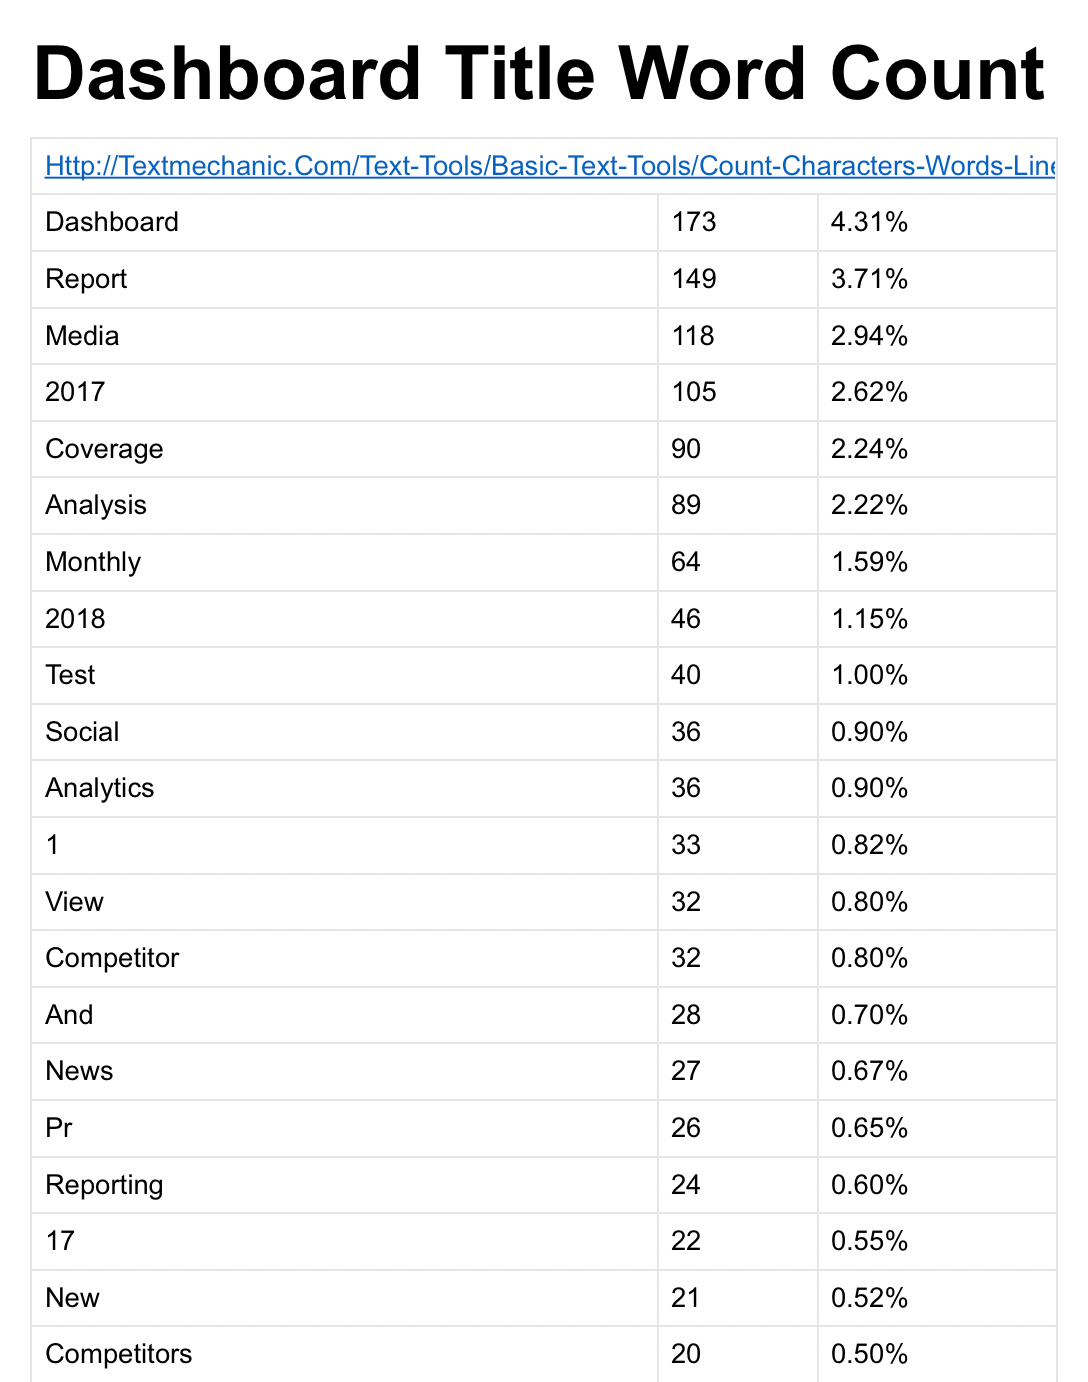 Dashboard Title Word Count
Http://Textmechanic.Com/Text-Tools/Basic-Text-Tools/Count-Characters-Words-Line
Dashboard 173 4.31%
Report 149 3.71%
Media 118 2.94%
2017 105 2.62%
Coverage 90 2.24%
Analysis 89 2.22%
Monthly 64 1.59%
2018 46 1.15%
Test 40 1.00%
Social 36 0.90%
Analytics 36 0.90%
1 33 0.82%
View 32 0.80%
Competitor 32 0.80%
And 28 0.70%
News 27 0.67%
Pr 26 0.65%
Reporting 24 0.60%
17 22 0.55%
New 21 0.52%
Competitors 20 0.50%